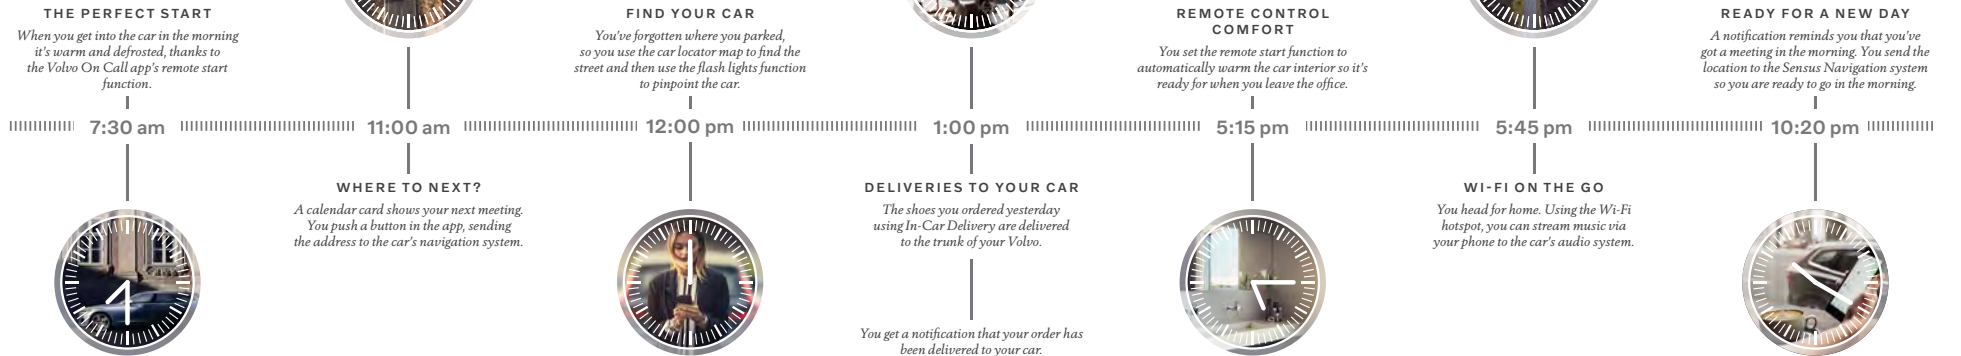 THE PERFECT START
When you get into the car in the morning
it's warm and defrosted, thanks to
the Volvo On Call app's remote start
function.
7:30 am
11:00 am
WHERE TO NEXT?
A calendar card shows your next meeting.
You push a button in the app, sending
the address to the car's navigation system.
FIND YOUR CAR
You've forgotten where you parked,
so you use the car locator map to find the
street and then use the flash lights function
to pinpoint the car.
12:00 pm
1:00 pm
DELIVERIES TO YOUR CAR
The shoes you ordered yesterday
using In-Car Delivery are delivered
to the trunk of your Volvo.
You get a notification that your order has
been delivered to your car.
REMOTE CONTROL
COMFORT
You set the remote start function to
automatically warm the car interior so it's
ready for when you leave the office.
5:15 pm
5:45 pm
WI-FI ON THE GO
You head for home. Using the Wi-Fi
hotspot, you can stream music via
your phone to the car's audio system.
READY FOR A NEW DAY
A notification reminds you that you've
got a meeting in the morning. You send the
location to the Sensus Navigation system
so you are ready to go in the morning.
10:20 pm